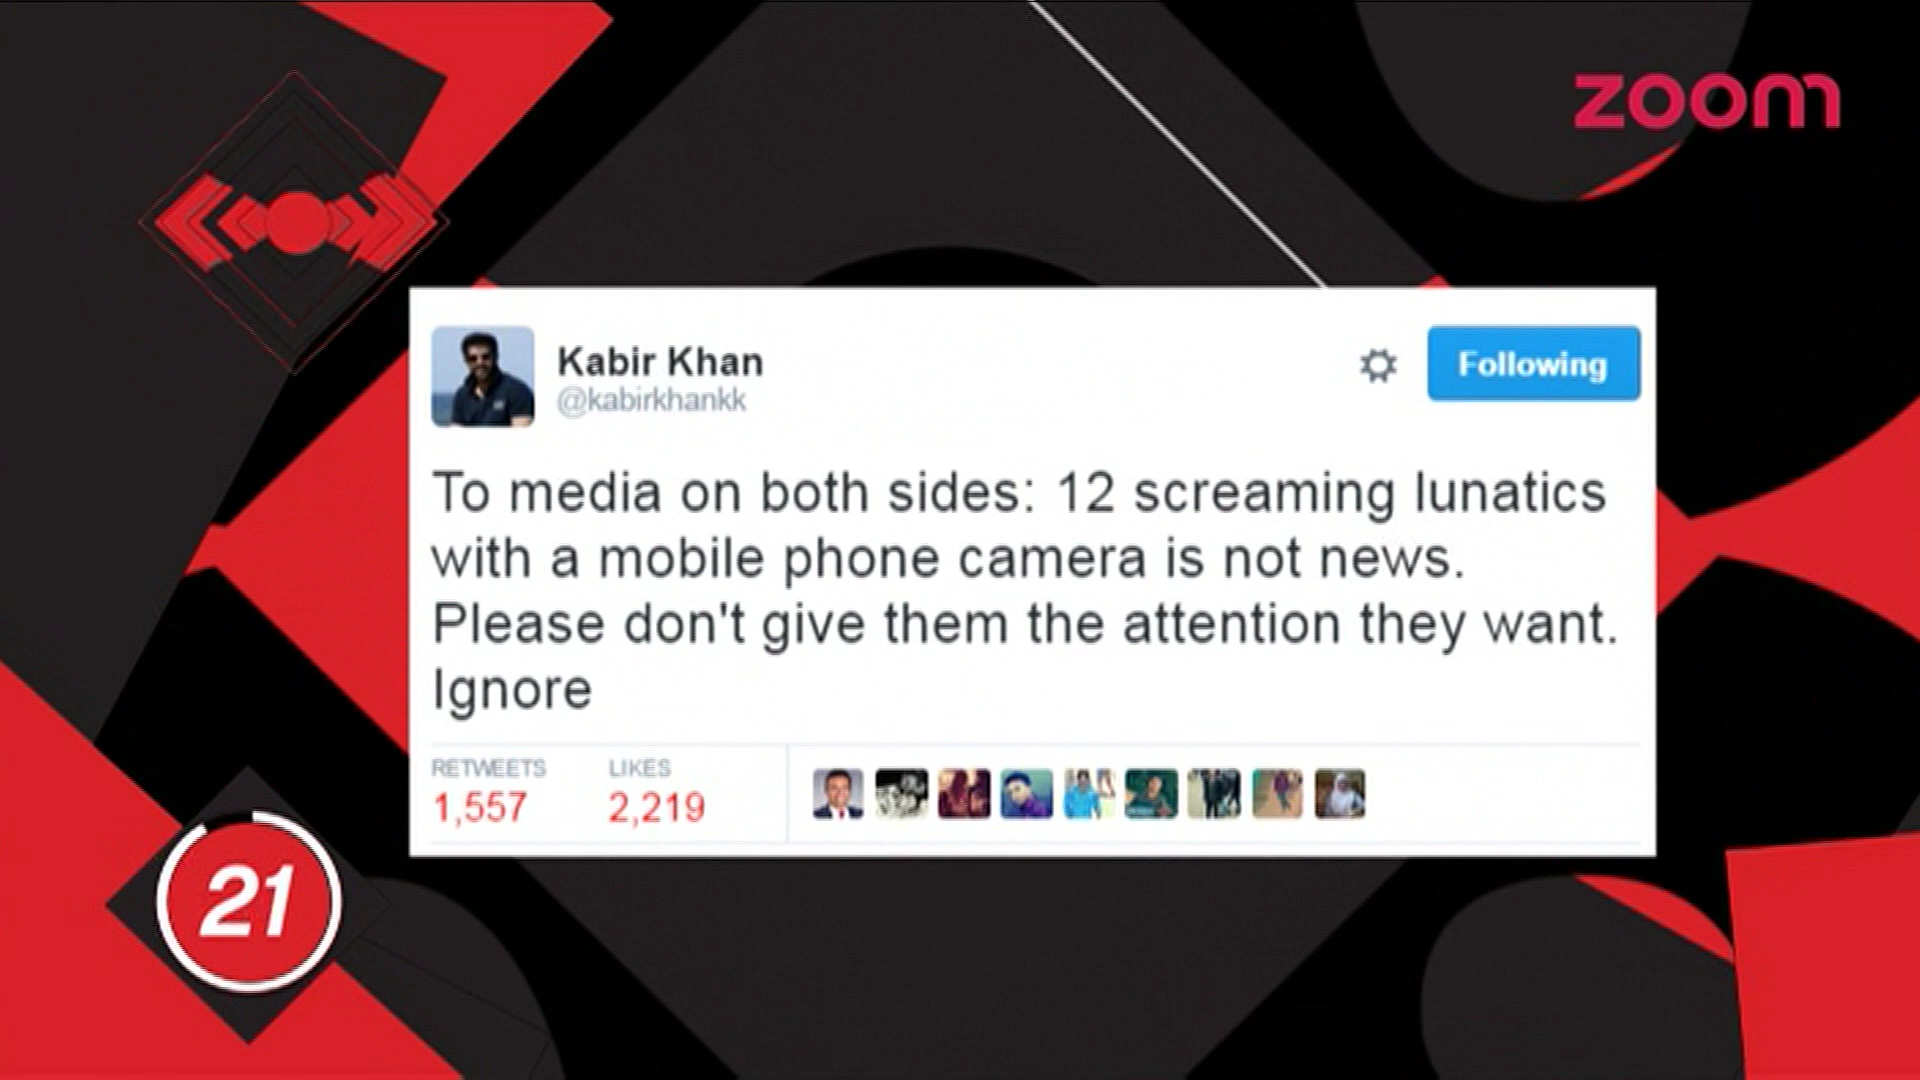 zoom
Kabir Khan
@kabirkhankk
Following
To media on both sides: 12 screaming lunatics
with a mobile phone camera is not news.
Please don't give them the attention they want.
Ignore
RETWEETS LIKES
1,557 2,219
21